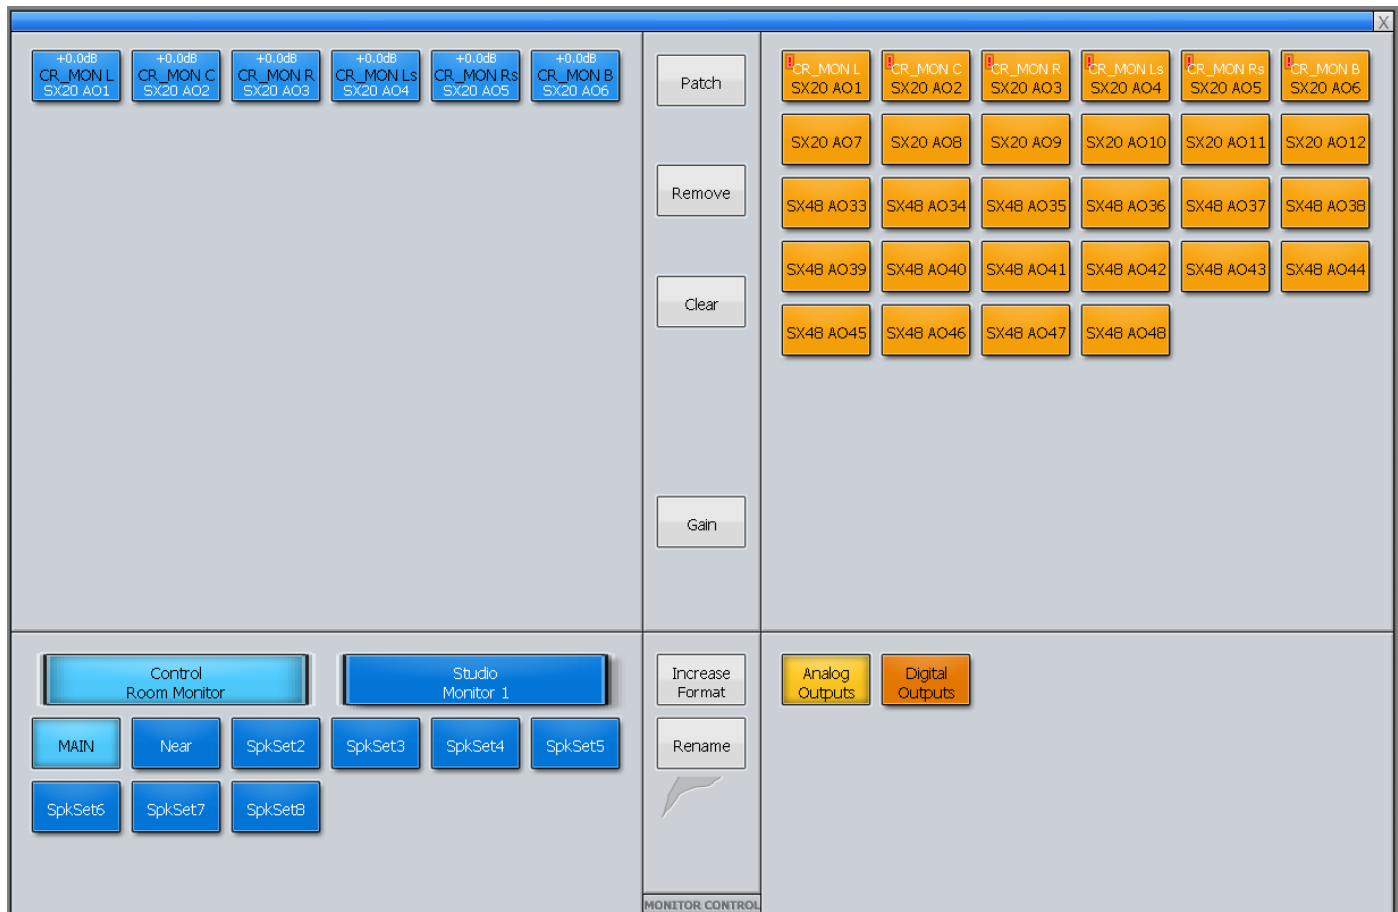 X
+0.0dB
CR_MON L
SX20 AO1
+0.0dB
CR_MON C
SX20 AO2
+0.0dB
CR_MON R
SX20 AO3
+0.0dB
CR_MON Ls
SX20 AO4
+0.0dB
CR_MON Rs
SX20 AO5
+0.0dB
CR_MON B
SX20 AO6
Patch
Remove
Clear
Gain
! CR_MON L
SX20 AO1
! CR_MON C
SX20 AO2
! CR_MON R
SX20 AO3
! CR_MON Ls
SX20 AO4
! CR_MON Rs
SX20 AO5
! CR_MON B
SX20 AO6
SX20 AO7
SX20 AO8
SX20 AO9
SX20 AO10
SX20 AO11
SX20 AO12
SX48 AO33
SX48 AO34
SX48 AO35
SX48 AO36
SX48 AO37
SX48 AO38
SX48 AO39
SX48 AO40
SX48 AO41
SX48 AO42
SX48 AO43
SX48 AO44
SX48 AO45
SX48 AO46
SX48 AO47
SX48 AO48
Control
Room Monitor
Studio
Monitor 1
MAIN
Near
SpkSet2
SpkSet3
SpkSet4
SpkSet5
SpkSet6
SpkSet7
SpkSet8
Increase
Format
Rename
MONITOR CONTROL
Analog
Outputs
Digital
Outputs